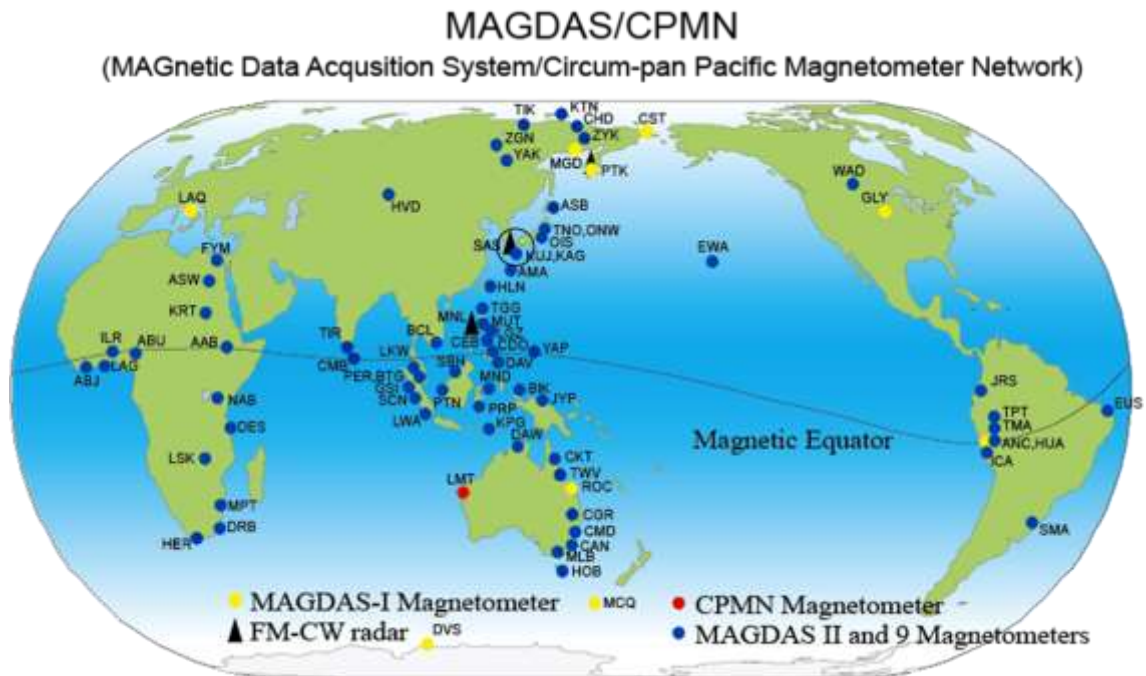 MAGDAS/CPMN
(MAGnetic Data Acqusition System/Circum-pan Pacific Magnetometer Network)
KTN
TIK
CHD
CST
ZGN
ZYK
YAK
MGD
PTK
WAD
LAQ
HVD
GLY
ASB
TNO,ONW
SAS
OIS
EWA
FYM
KUJ,KAG
AMA
ASW
HLN
KRT
TGG
MNL
MUT
ILR
ABU
AAB
TIR
BCL
CEB
CDO
YAP
LKW
ABJ
LAG
CMB
SBH
DAV
PER,BTG
MND
GSI
BIK
JRS
NAB
SCN
PTN
JYP
EUS
LWA
PRP
TPT
DES
KPG
TMA
DAW
Magnetic Equator
ANC,HUA
LSK
CKT
ICA
TWV
LMT
ROC
MPT
CGR
DRB
CMD
SMA
HER
CAN
MLB
HOB
MAGDAS-I Magnetometer
MCQ
CPMN Magnetometer
FM-CW radar
DVS
MAGDAS II and 9 Magnetometers